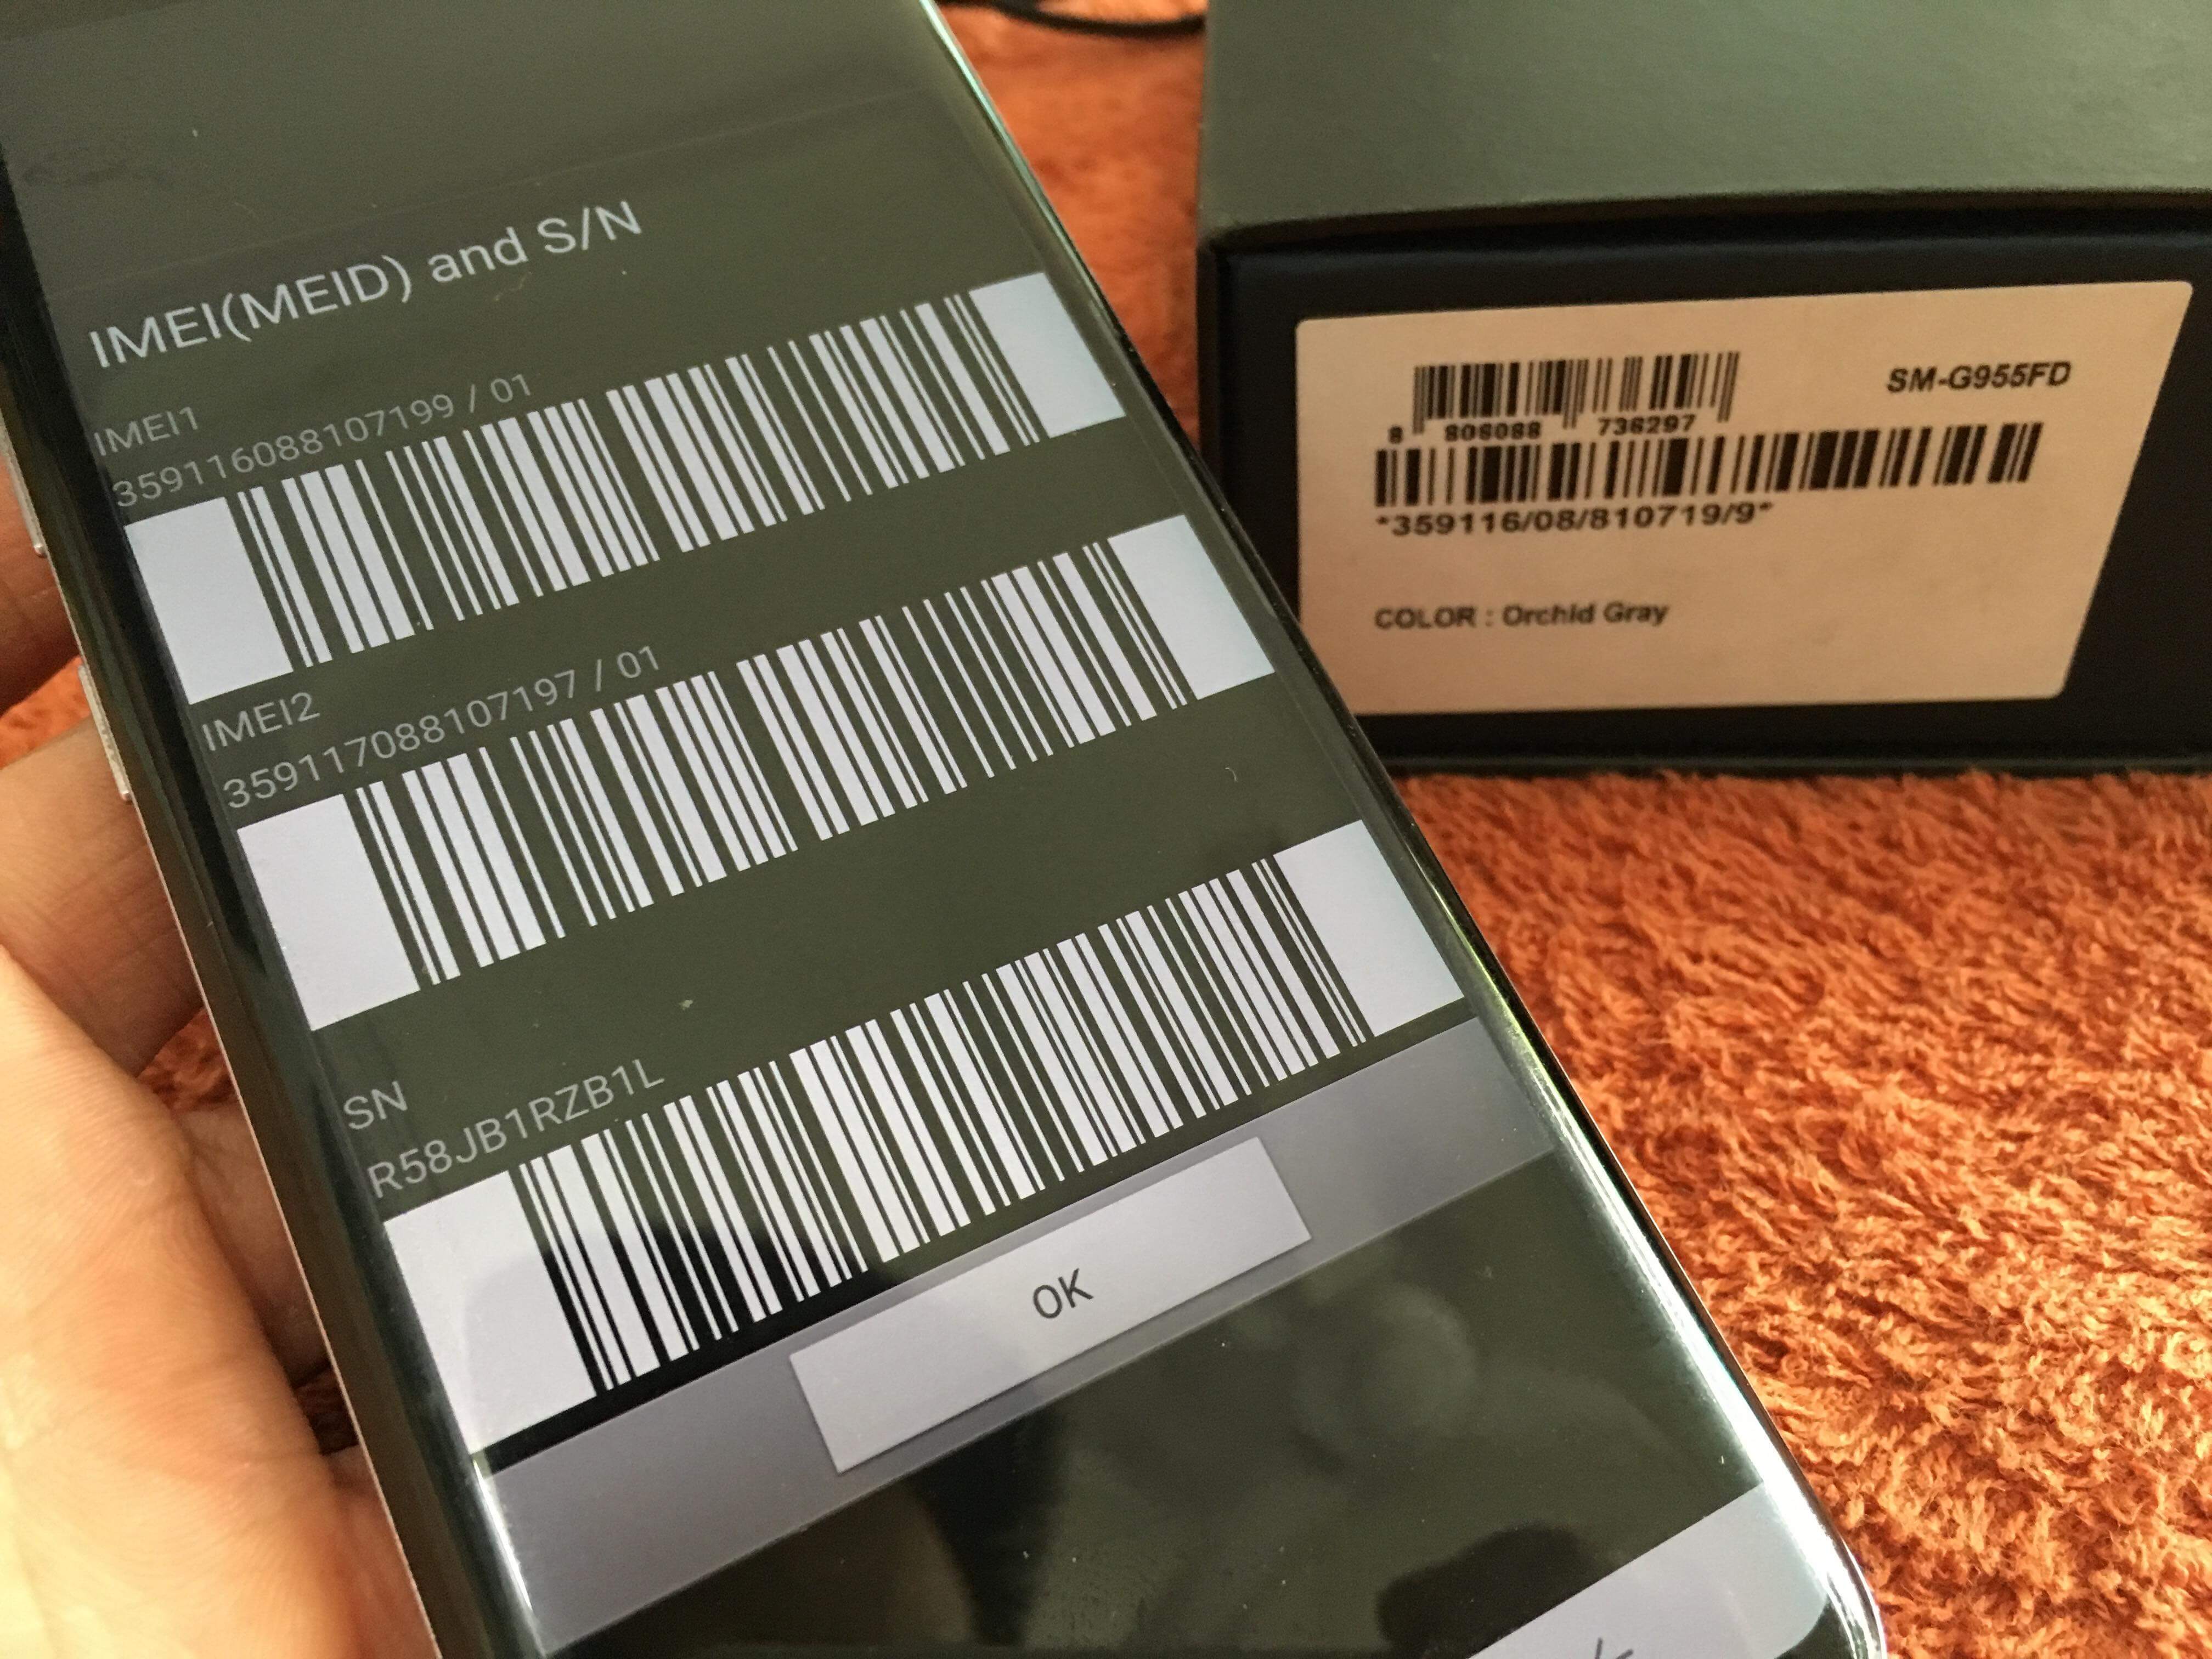 IMEI(MEID) and S/N
IMEI1
359116088107199 / 01
IMEI2
359117088107197 / 01
SN
R58JB1RZB1L
OK
SM-G955FD
8 806088 736297
*359116/08/810719/9*
COLOR : Orchid Gray